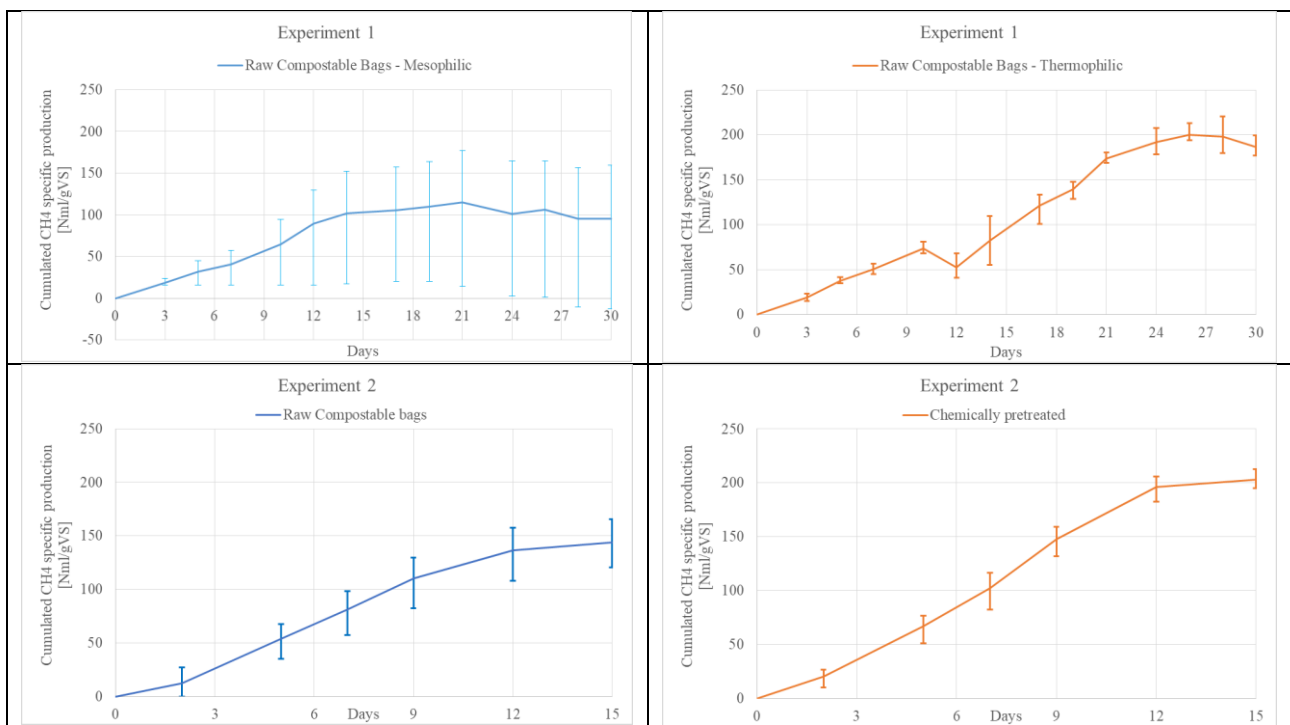 Experiment 1
Raw Compostable Bags - Mesophilic
Cumulated CH4 specific production
[Nml/gVS]
250
200
150
100
50
0
-50
0 3 6 9 12 15 18 21 24 27 30
Days
Experiment 1
Raw Compostable Bags - Thermophilic
Cumulated CH4 specific production
[Nml/gVS]
250
200
150
100
50
0
0 3 6 9 12 15 18 21 24 27 30
Days
Experiment 2
Raw Compostable bags
Cumulated CH4 specific production
[Nml/gVS]
250
200
150
100
50
0
0 3 6 9 12 15
Days
Experiment 2
Chemically pretreated
Cumulated CH4 specific production
[Nml/gVS]
250
200
150
100
50
0
0 3 6 9 12 15
Days